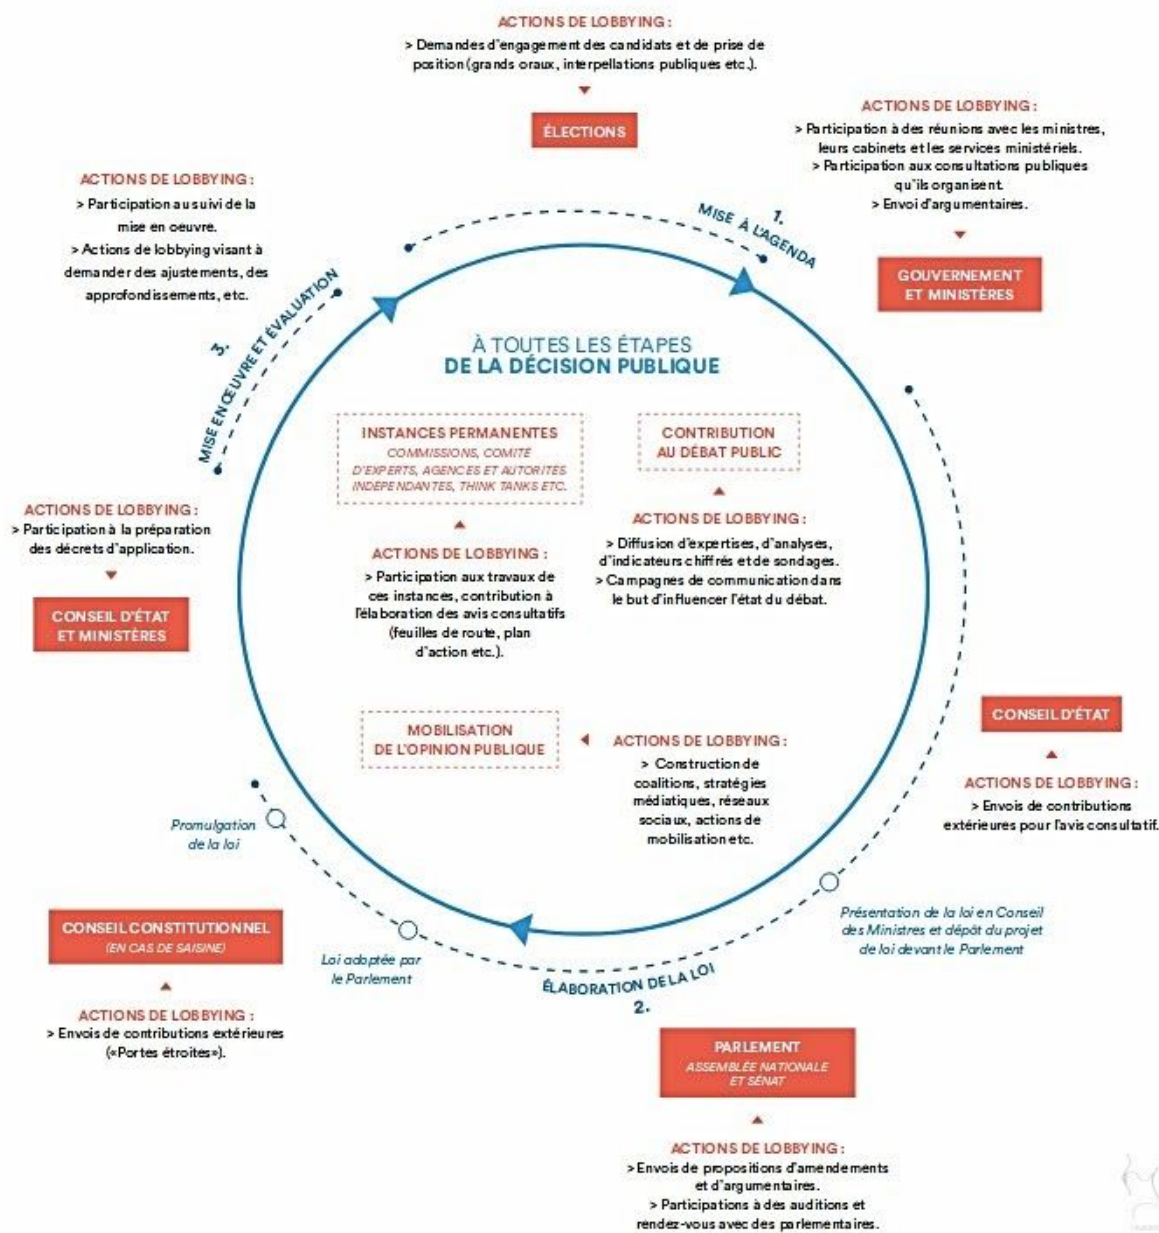 ACTIONS DE LOBBYING :
> Demandes d'engagement des candidats et de prise de
position (grands oraux, interpellations publiques etc.).
ÉLECTIONS
ACTIONS DE LOBBYING :
> Participation à des réunions avec les ministres,
leurs cabinets et les services ministériels.
> Participation aux consultations publiques
qu'ils organisent.
> Envoi d'argumentaires.
GOUVERNEMENT
ET MINISTÈRES
1.
MISE À L'AGENDA
ACTIONS DE LOBBYING :
> Participation au suivi de la
mise en oeuvre.
> Actions de lobbying visant à
demander des ajustements, des
approfondissements, etc.
3.
MISE EN ŒUVRE ET ÉVALUATION
À TOUTES LES ÉTAPES
DE LA DÉCISION PUBLIQUE
INSTANCES PERMANENTES
COMMISSIONS, COMITÉ
D'EXPERTS, AGENCES ET AUTORITÉS
INDÉPENDANTES, THINK TANKS ETC.
ACTIONS DE LOBBYING :
> Participation aux travaux de
ces instances, contribution à
l'élaboration des avis consultatifs
(feuilles de route, plan
d'action etc.).
CONTRIBUTION
AU DÉBAT PUBLIC
ACTIONS DE LOBBYING :
> Diffusion d'expertises, d'analyses,
d'indicateurs chiffrés et de sondages.
> Campagnes de communication dans
le but d'influencer l'état du débat.
ACTIONS DE LOBBYING :
> Participation à la préparation
des décrets d'application.
CONSEIL D'ÉTAT
ET MINISTÈRES
MOBILISATION
DE L'OPINION PUBLIQUE
ACTIONS DE LOBBYING :
> Construction de
coalitions, stratégies
médiatiques, réseaux
sociaux, actions de
mobilisation etc.
CONSEIL D'ÉTAT
ACTIONS DE LOBBYING :
> Envois de contributions
extérieures pour l'avis consultatif.
Présentation de la loi en Conseil
des Ministres et dépôt du projet
de loi devant le Parlement
Promulgation
de la loi
CONSEIL CONSTITUTIONNEL
(EN CAS DE SAISINE)
ACTIONS DE LOBBYING :
> Envois de contributions extérieures
(«Portes étroites»).
Loi adoptée par
le Parlement
ÉLABORATION DE LA LOI
2.
PARLEMENT
ASSEMBLÉE NATIONALE
ET SÉNAT
ACTIONS DE LOBBYING :
> Envois de propositions d'amendements
et d'argumentaires.
> Participations à des auditions et
rendez-vous avec des parlementaires.